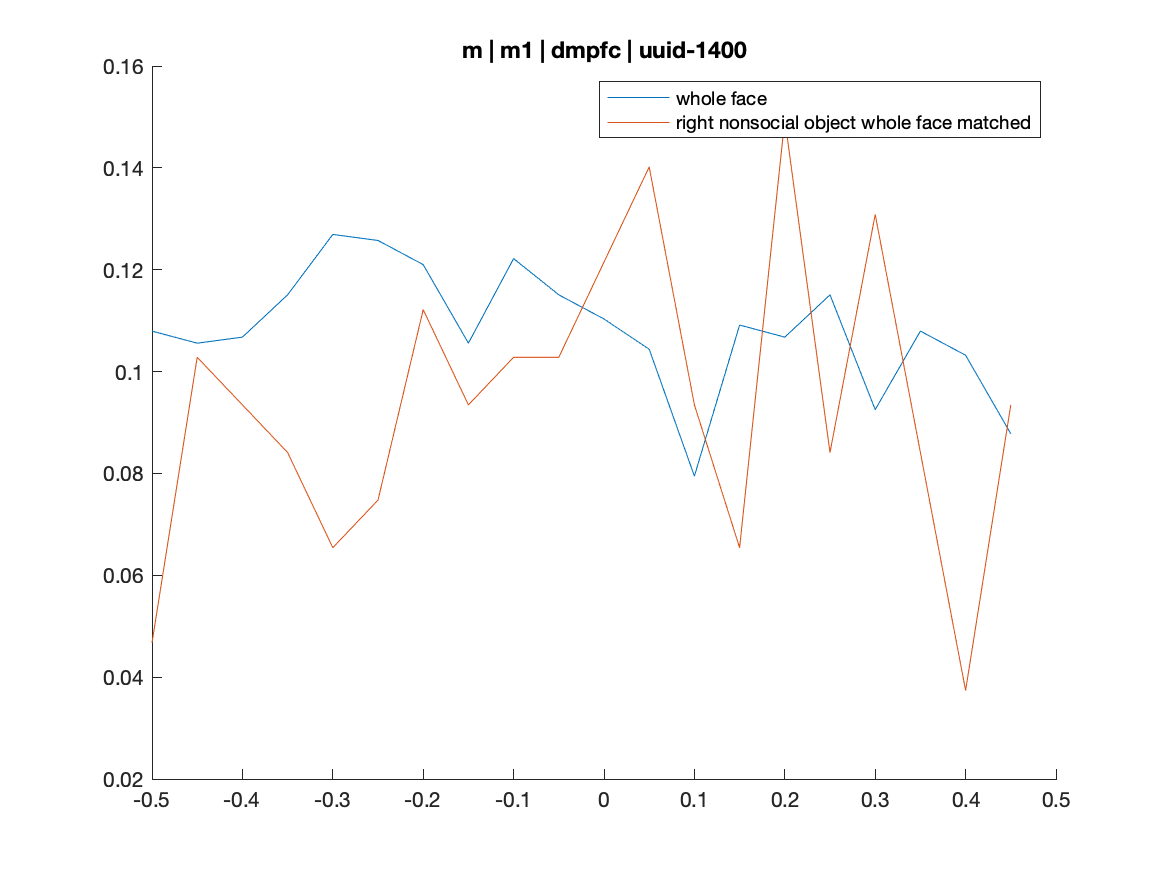 m | m1 | dmpfc | uuid-1400
0.16
whole face
right nonsocial object whole face matched
0.14
0.12
0.1
0.08
0.06
0.04
0.02
-0.5 -0.4 -0.3 -0.2 -0.1 0 0.1 0.2 0.3 0.4 0.5